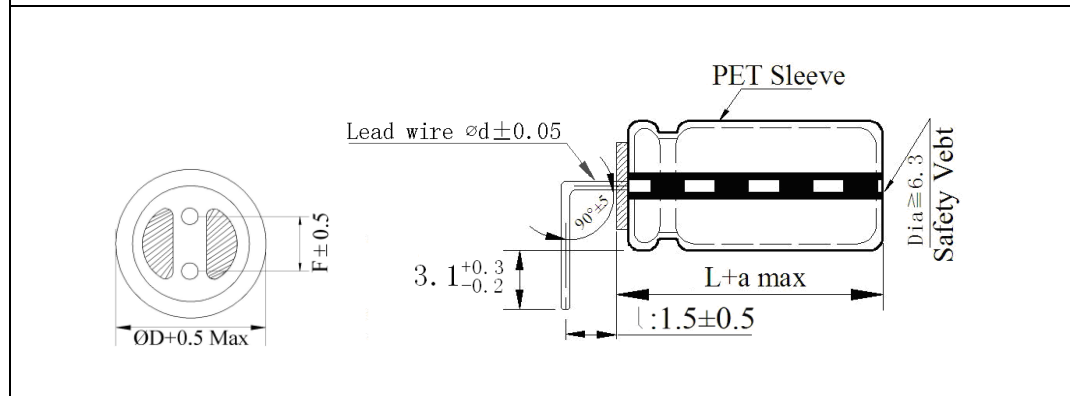 PET Sleeve
Lead wire ød±0.05
90°±5
Dia≧6.3
Safety Vebt
F±0.5
3.1+0.3-0.2
L+a max
:1.5±0.5
ØD+0.5 Max